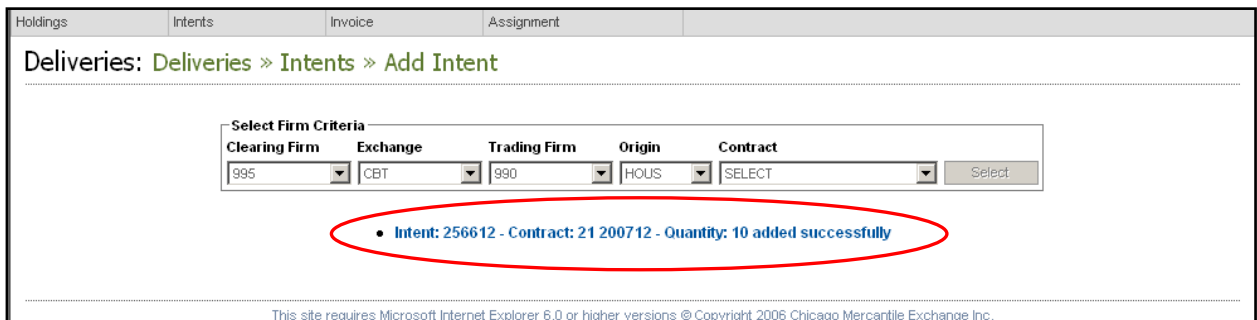 Holdings Intents Invoice Assignment
Deliveries: Deliveries » Intents » Add Intent
Select Firm Criteria
Clearing Firm Exchange Trading Firm Origin Contract
995 CBT 990 HOUS SELECT Select
• Intent: 256612 - Contract: 21 200712 - Quantity: 10 added successfully
This site requires Microsoft Internet Explorer 6.0 or higher versions © Copyright 2006 Chicago Mercantile Exchange Inc.